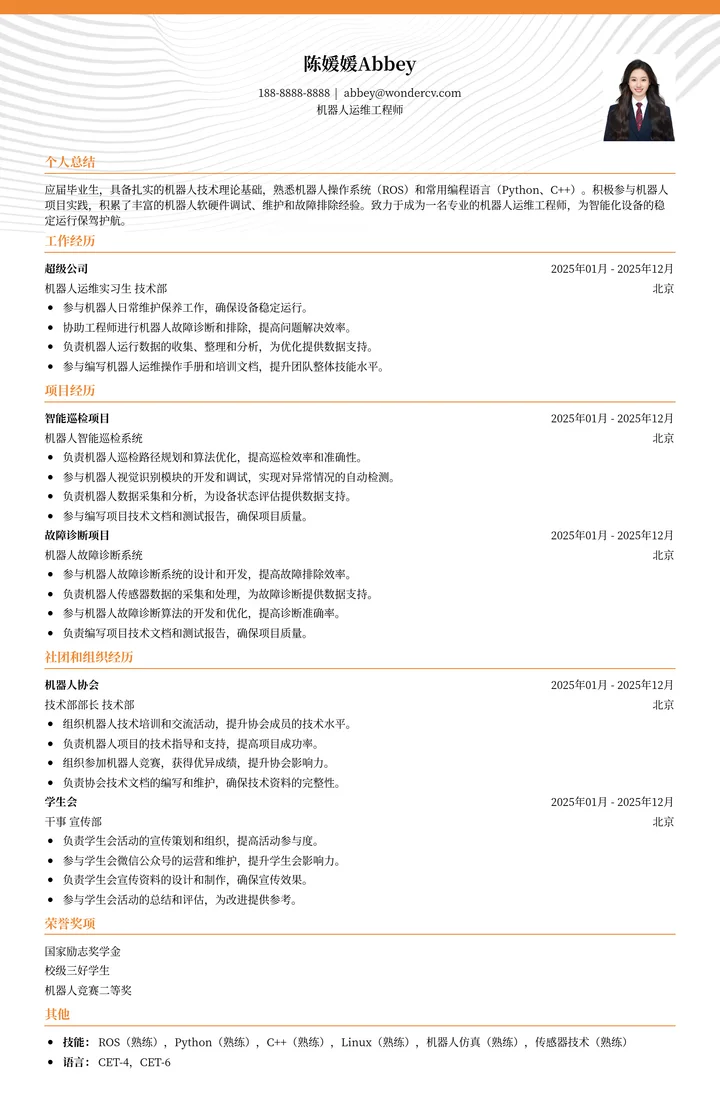 陈媛媛Abbey
188-8888-8888 | abbey@wondercv.com
机器人运维工程师
个人总结
应届毕业生，具备扎实的机器人技术理论基础，熟悉机器人操作系统（ROS）和常用编程语言（Python、C++）。积极参与机器人
项目实践，积累了丰富的机器人软硬件调试、维护和故障排除经验。致力于成为一名专业的机器人运维工程师，为智能化设备的稳
定运行保驾护航。
工作经历
超级公司 2025年01月 - 2025年12月
机器人运维实习生 技术部 北京
• 参与机器人日常维护保养工作，确保设备稳定运行。
• 协助工程师进行机器人故障诊断和排除，提高问题解决效率。
• 负责机器人运行数据的收集、整理和分析，为优化提供数据支持。
• 参与编写机器人运维操作手册和培训文档，提升团队整体技能水平。
项目经历
智能巡检项目 2025年01月 - 2025年12月
机器人智能巡检系统 北京
• 负责机器人巡检路径规划和算法优化，提高巡检效率和准确性。
• 参与机器人视觉识别模块的开发和调试，实现对异常情况的自动检测。
• 负责机器人数据采集和分析，为设备状态评估提供数据支持。
• 参与编写项目技术文档和测试报告，确保项目质量。
故障诊断项目 2025年01月 - 2025年12月
机器人故障诊断系统 北京
• 参与机器人故障诊断系统的设计和开发，提高故障排除效率。
• 负责机器人传感器数据的采集和处理，为故障诊断提供数据支持。
• 参与机器人故障诊断算法的开发和优化，提高诊断准确率。
• 负责编写项目技术文档和测试报告，确保项目质量。
社团和组织经历
机器人协会 2025年01月 - 2025年12月
技术部部长 技术部 北京
• 组织机器人技术培训和交流活动，提升协会成员的技术水平。
• 负责机器人项目的技术指导和支持，提高项目成功率。
• 组织参加机器人竞赛，获得优异成绩，提升协会影响力。
• 负责协会技术文档的编写和维护，确保技术资料的完整性。
学生会 2025年01月 - 2025年12月
干事 宣传部 北京
• 负责学生会活动的宣传策划和组织，提高活动参与度。
• 参与学生会微信公众号的运营和维护，提升学生会影响力。
• 负责学生会宣传资料的设计和制作，确保宣传效果。
• 参与学生会活动的总结和评估，为改进提供参考。
荣誉奖项
国家励志奖学金
校级三好学生
机器人竞赛二等奖
其他
• 技能： ROS（熟练）, Python（熟练）, C++（熟练）, Linux（熟练）, 机器人仿真（熟练）, 传感器技术（熟练）
• 语言： CET-4，CET-6